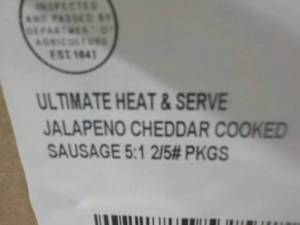 INSPECTED
AND PASSED BY
DEPARTMENT OF
AGRICULTURE
EST.1641
ULTIMATE HEAT & SERVE
JALAPENO CHEDDAR COOKED
SAUSAGE 5:1 2/5# PKGS